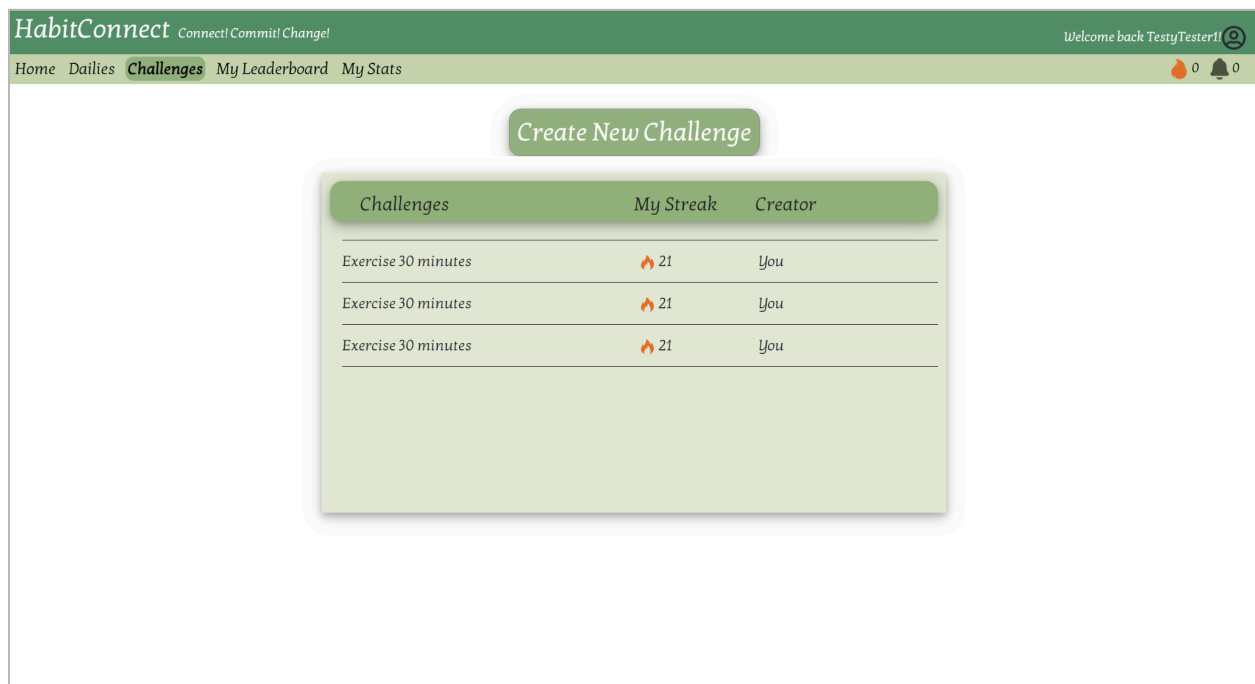 HabitConnect Connect! Commit! Change! Welcome back TestyTester1!
Home Dailies Challenges My Leaderboard My Stats 0 0
Create New Challenge
Challenges My Streak Creator
Exercise 30 minutes 21 You
Exercise 30 minutes 21 You
Exercise 30 minutes 21 You